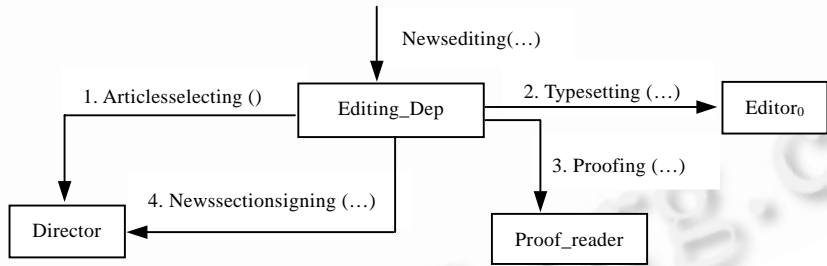 Newsediting(…)
1. Articlesselecting ()
Editing_Dep
2. Typesetting (…)
Editor₀
3. Proofing (…)
4. Newssectionsigning (…)
Director
Proof_reader